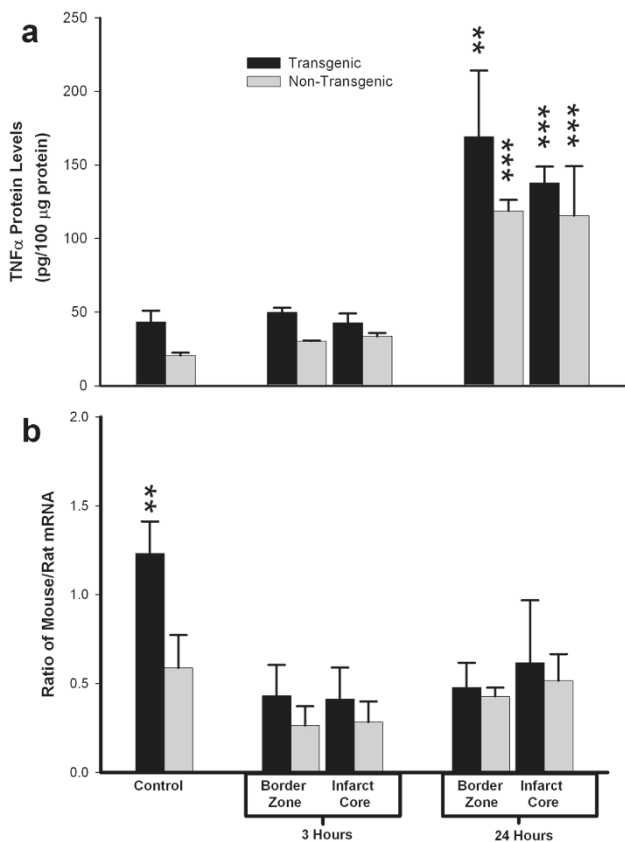 a
Transgenic
Non-Transgenic
TNFα Protein Levels
(pg/100 μg protein)
250
200
150
100
50
0
**
***
***
***
b
Ratio of Mouse/Rat mRNA
2.0
1.5
1.0
0.5
0.0
**
Control
Border
Zone
Infarct
Core
Border
Zone
Infarct
Core
3 Hours
24 Hours